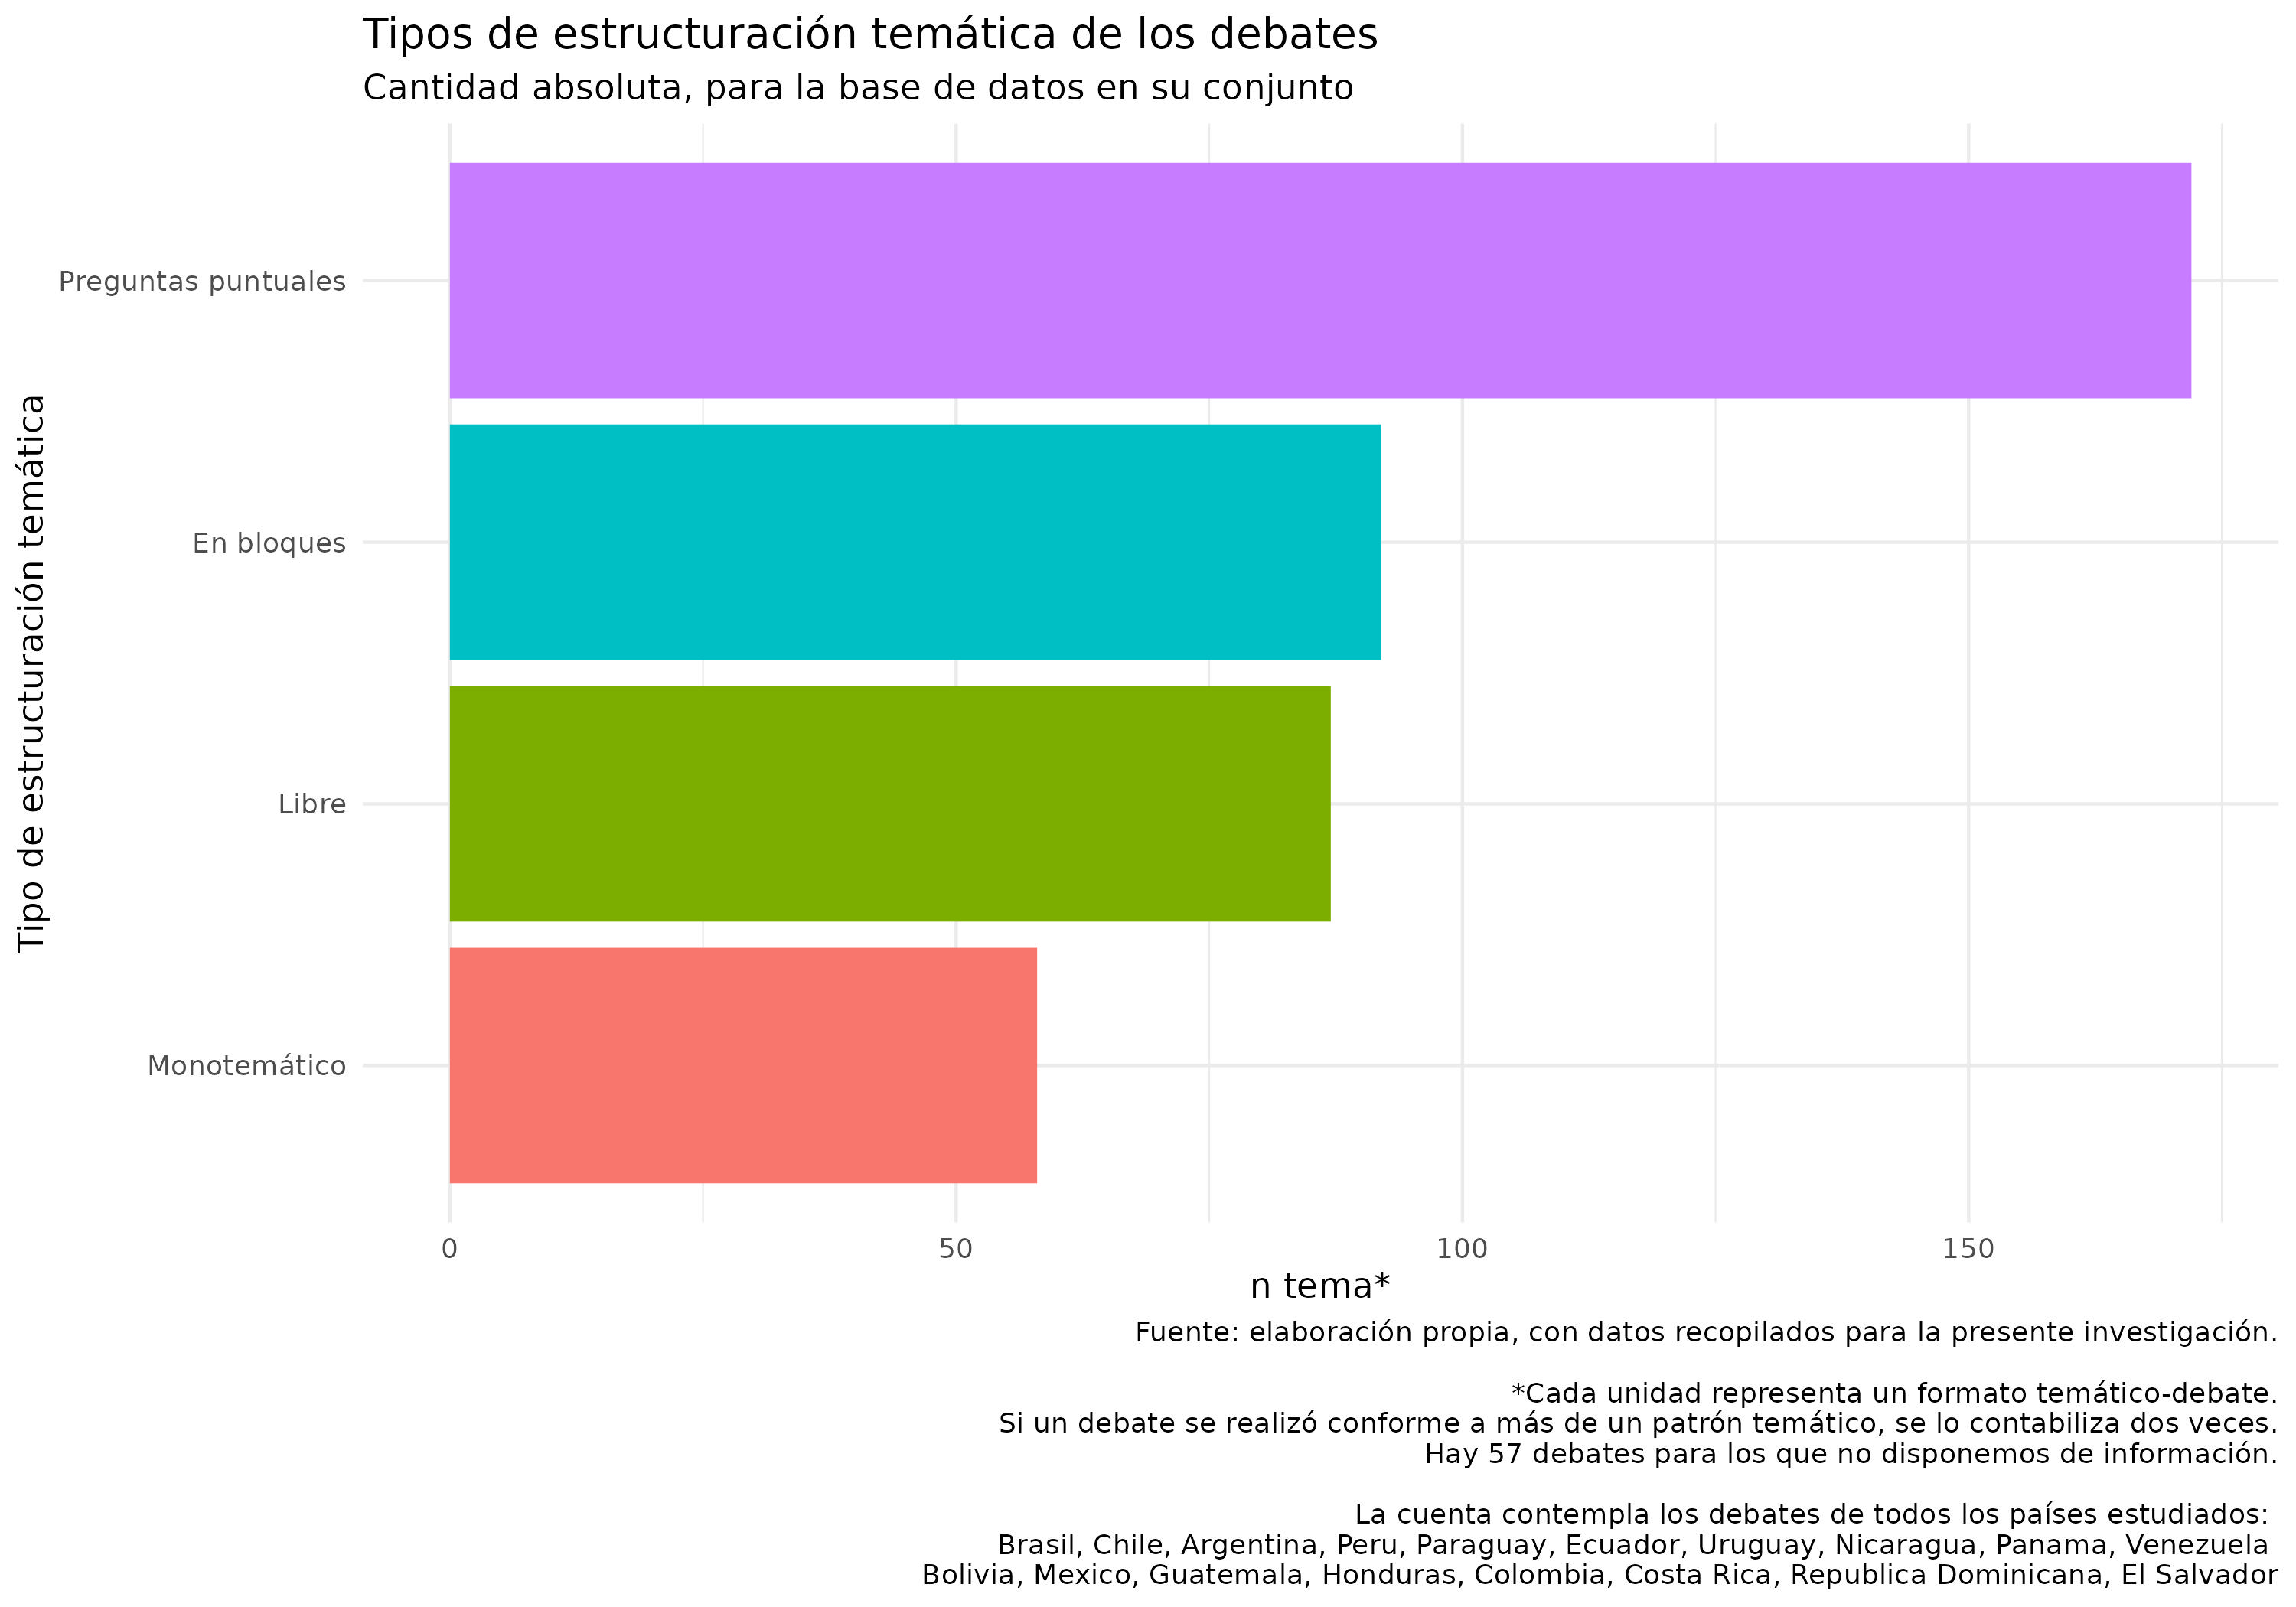 Tipos de estructuración temática de los debates
Cantidad absoluta, para la base de datos en su conjunto
Tipo de estructuración temática
Preguntas puntuales
En bloques
Libre
Monotemático
0 50 100 150
n tema*
Fuente: elaboración propia, con datos recopilados para la presente investigación.
*Cada unidad representa un formato temático-debate.
Si un debate se realizó conforme a más de un patrón temático, se lo contabiliza dos veces.
Hay 57 debates para los que no disponemos de información.
La cuenta contempla los debates de todos los países estudiados:
Brasil, Chile, Argentina, Peru, Paraguay, Ecuador, Uruguay, Nicaragua, Panama, Venezuela
Bolivia, Mexico, Guatemala, Honduras, Colombia, Costa Rica, Republica Dominicana, El Salvador